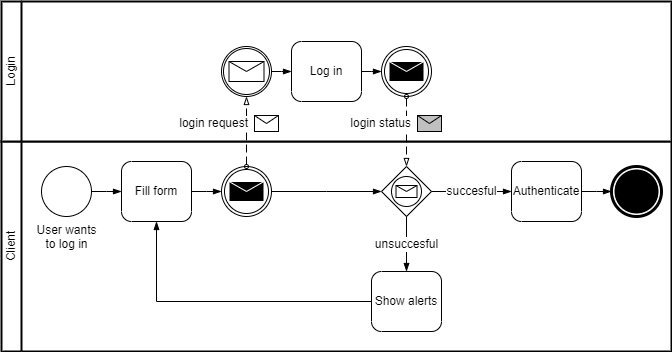 Login
Log in
login request
login status
Client
User wants
to log in
Fill form
succesful
Authenticate
unsuccesful
Show alerts